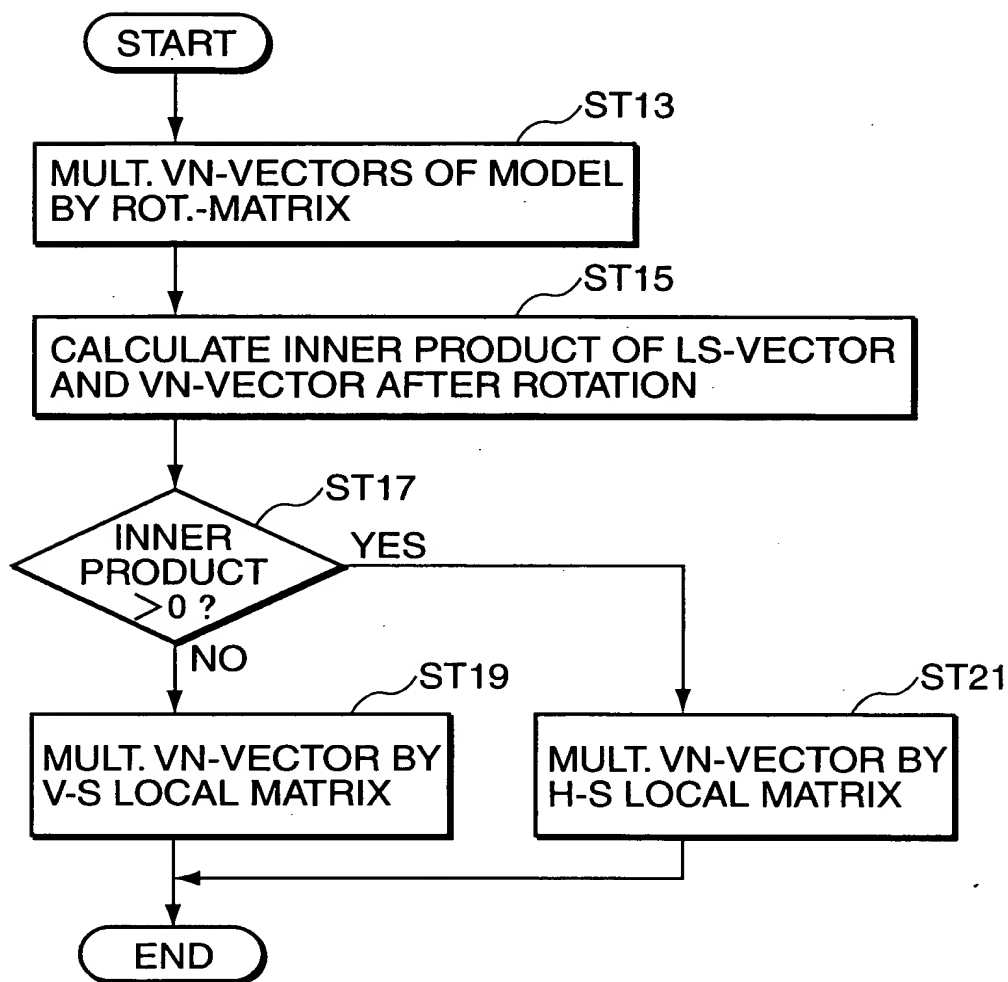 START
ST13
MULT. VN-VECTORS OF MODEL
BY ROT.-MATRIX
ST15
CALCULATE INNER PRODUCT OF LS-VECTOR
AND VN-VECTOR AFTER ROTATION
ST17
INNER
PRODUCT
>0 ?
YES
NO
ST19
MULT. VN-VECTOR BY
V-S LOCAL MATRIX
ST21
MULT. VN-VECTOR BY
H-S LOCAL MATRIX
END